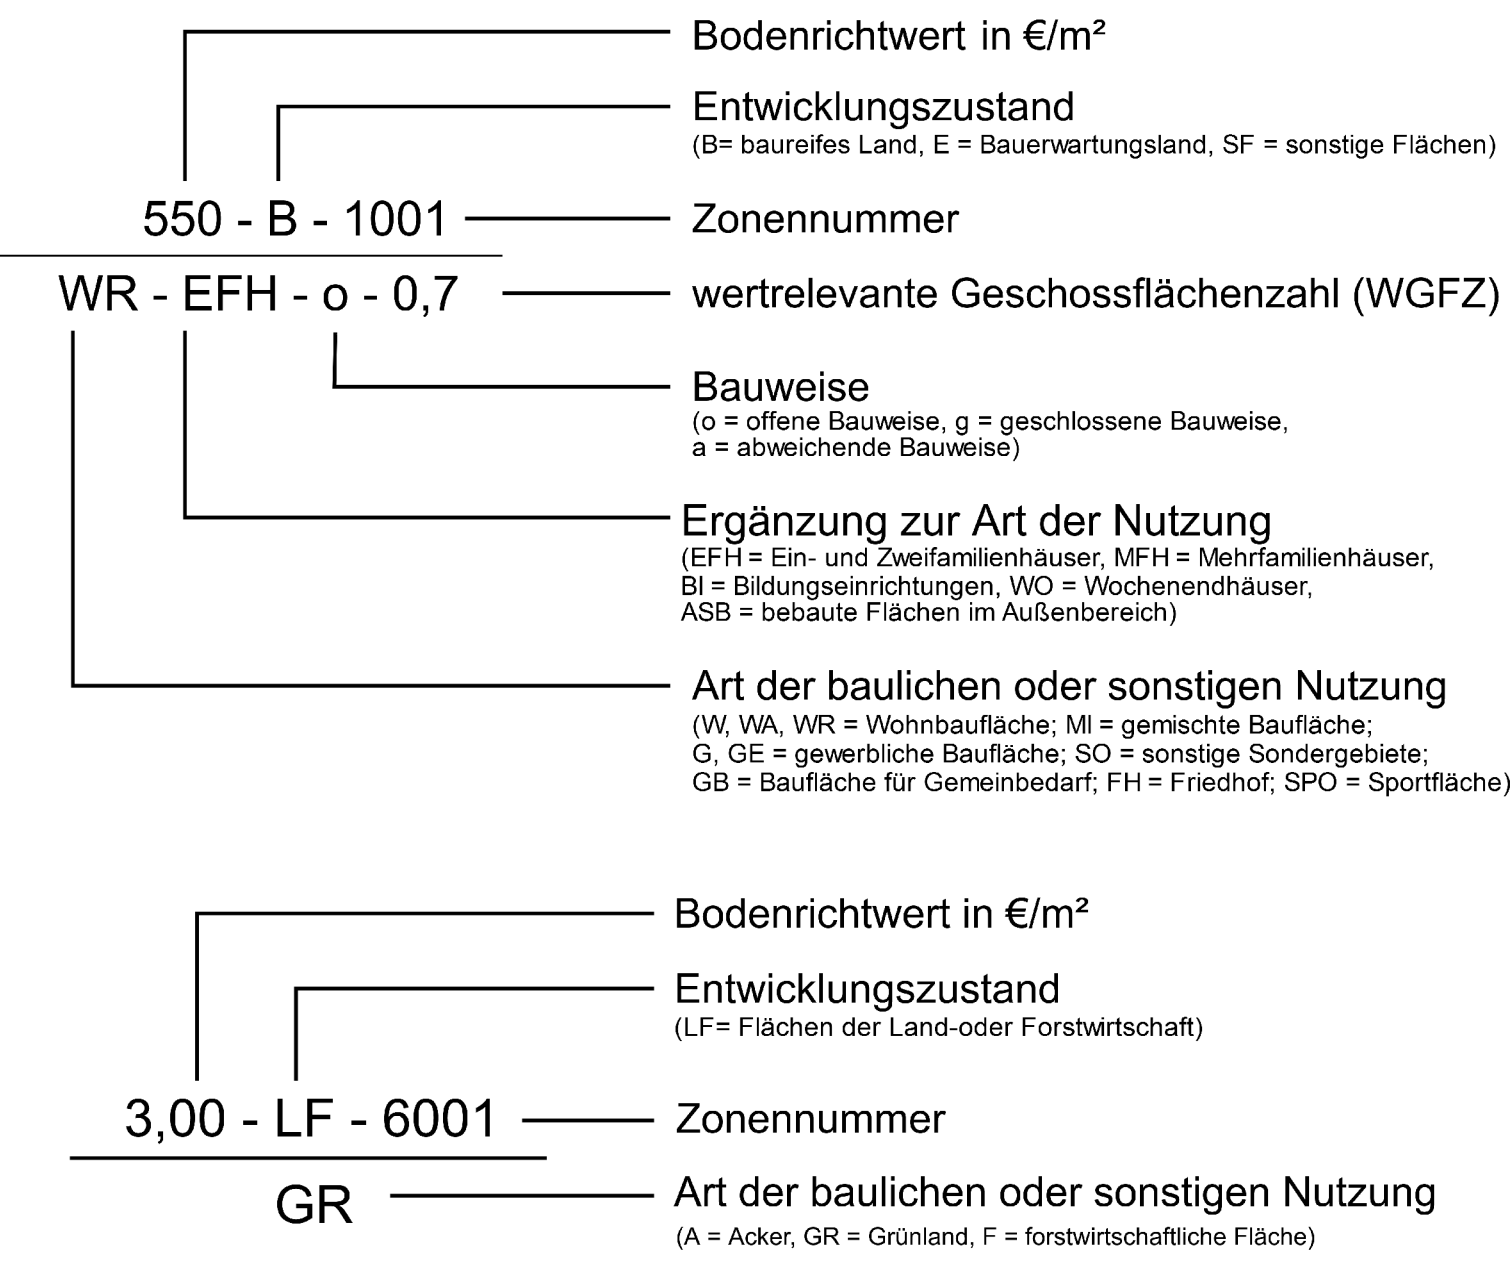 Bodenrichtwert in €/m²
Entwicklungszustand
(B= baureifes Land, E = Bauerwartungsland, SF = sonstige Flächen)
550 - B - 1001
Zonennummer
WR - EFH - o - 0,7
wertrelevante Geschossflächenzahl (WGFZ)
Bauweise
(o = offene Bauweise, g = geschlossene Bauweise,
a = abweichende Bauweise)
Ergänzung zur Art der Nutzung
(EFH = Ein- und Zweifamilienhäuser, MFH = Mehrfamilienhäuser,
BI = Bildungseinrichtungen, WO = Wochenendhäuser,
ASB = bebaute Flächen im Außenbereich)
Art der baulichen oder sonstigen Nutzung
(W, WA, WR = Wohnbaufläche; MI = gemischte Baufläche;
G, GE = gewerbliche Baufläche; SO = sonstige Sondergebiete;
GB = Baufläche für Gemeinbedarf; FH = Friedhof; SPO = Sportfläche)
Bodenrichtwert in €/m²
Entwicklungszustand
(LF= Flächen der Land-oder Forstwirtschaft)
3,00 - LF - 6001
Zonennummer
GR
Art der baulichen oder sonstigen Nutzung
(A = Acker, GR = Grünland, F = forstwirtschaftliche Fläche)